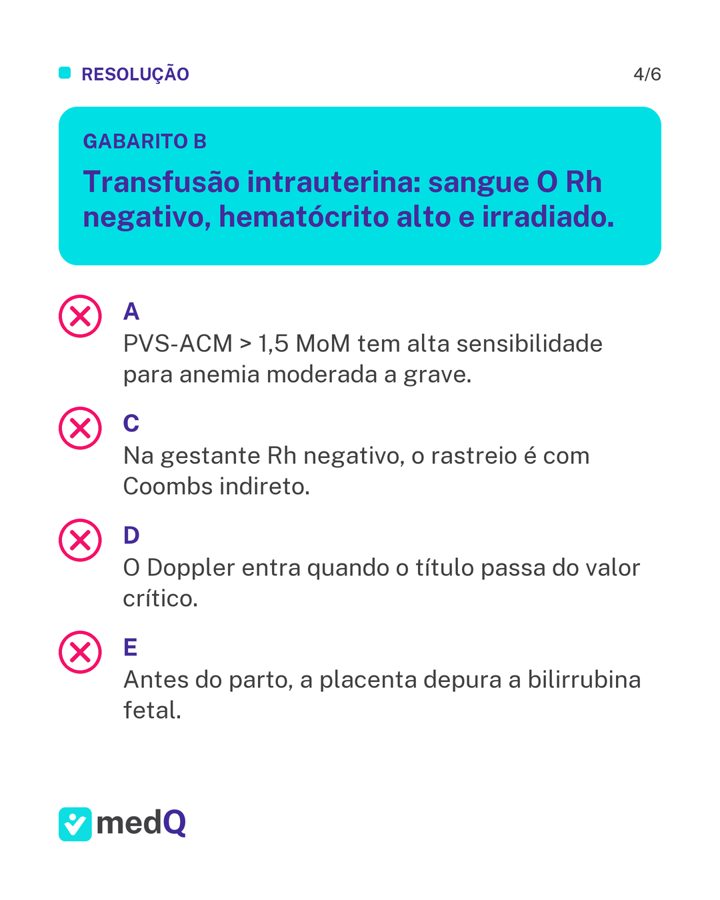 RESOLUÇÃO
4/6
GABARITO B
Transfusão intrauterina: sangue O Rh
negativo, hematócrito alto e irradiado.
A
PVS-ACM > 1,5 MoM tem alta sensibilidade
para anemia moderada a grave.
C
Na gestante Rh negativo, o rastreio é com
Coombs indireto.
D
O Doppler entra quando o título passa do valor
crítico.
E
Antes do parto, a placenta depura a bilirrubina
fetal.
medQ